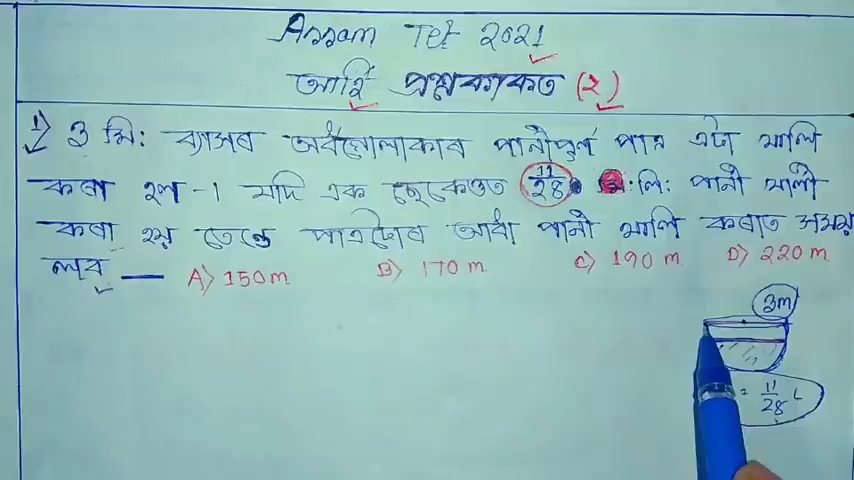 Assam Tet 2021
আৰ্হি প্ৰশ্নকাকত (২)
1) 3 মি: ব্যাসৰ অৰ্ধগোলাকাৰ পানীপূৰ্ণ পাত্ৰ এটা খালি
কৰা হল -। যদি এক ছেকেণ্ডত 11/28 লি: পানী খালী
কৰা হয় তেন্তে পাত্ৰটোৰ আধা পানী খালি কৰাত সময়
লাগব —
A) 150 m B) 170 m C) 190 m D) 220 m
3m
= 11/28 L